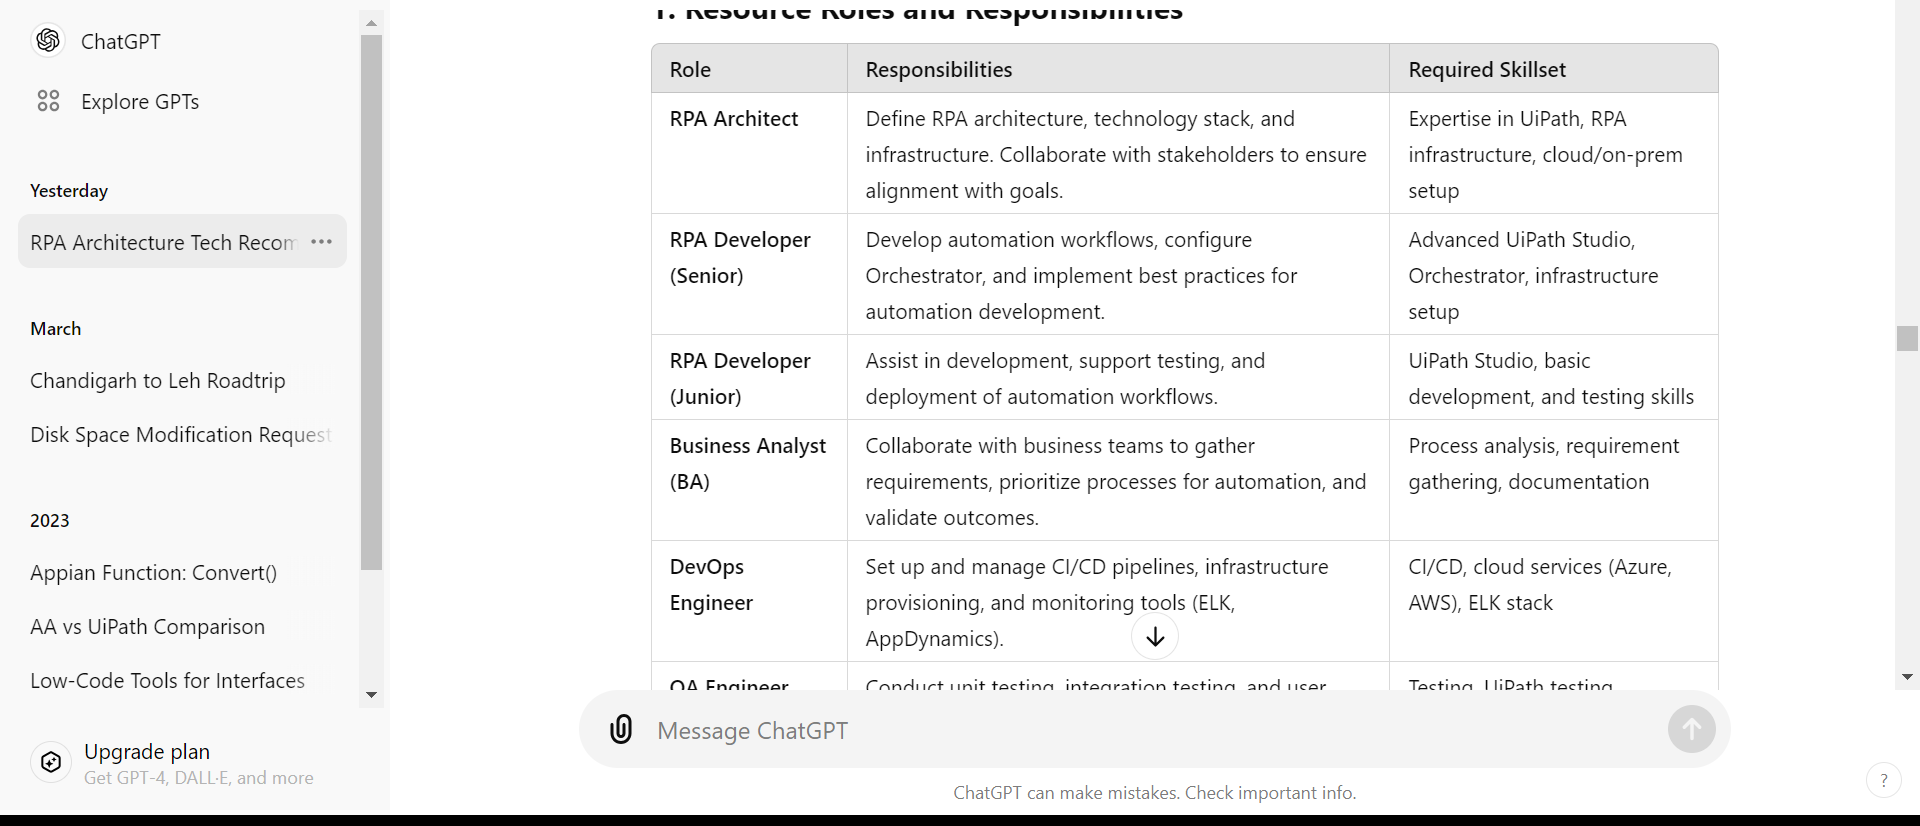 ChatGPT
Explore GPTs
Yesterday
RPA Architecture Tech Recom
March
Chandigarh to Leh Roadtrip
Disk Space Modification Request
2023
Appian Function: Convert()
AA vs UiPath Comparison
Low-Code Tools for Interfaces
Upgrade plan
Get GPT-4, DALL·E, and more
1. Resource Roles and Responsibilities
Role
Responsibilities
Required Skillset
RPA Architect
Define RPA architecture, technology stack, and
infrastructure. Collaborate with stakeholders to ensure
alignment with goals.
Expertise in UiPath, RPA
infrastructure, cloud/on-prem
setup
RPA Developer
(Senior)
Develop automation workflows, configure
Orchestrator, and implement best practices for
automation development.
Advanced UiPath Studio,
Orchestrator, infrastructure
setup
RPA Developer
(Junior)
Assist in development, support testing, and
deployment of automation workflows.
UiPath Studio, basic
development, and testing skills
Business Analyst
(BA)
Collaborate with business teams to gather
requirements, prioritize processes for automation, and
validate outcomes.
Process analysis, requirement
gathering, documentation
DevOps
Engineer
Set up and manage CI/CD pipelines, infrastructure
provisioning, and monitoring tools (ELK,
AppDynamics).
CI/CD, cloud services (Azure,
AWS), ELK stack
QA Engineer
Conduct unit testing, integration testing, and user
Testing, UiPath testing
Message ChatGPT
ChatGPT can make mistakes. Check important info.
?